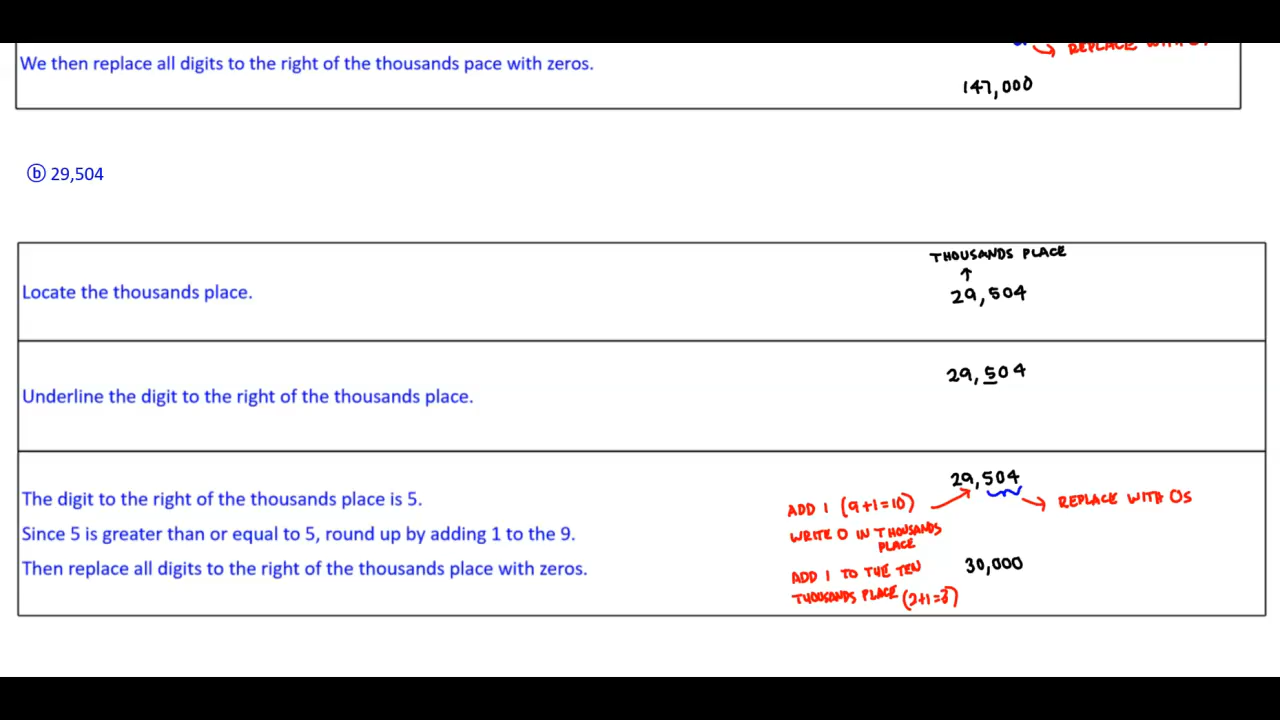 REPLACE WITH 0s
We then replace all digits to the right of the thousands pace with zeros.
147,000
ⓑ 29,504
THOUSANDS PLACE
↑
Locate the thousands place.
29,504
29,504
Underline the digit to the right of the thousands place.
29,504
The digit to the right of the thousands place is 5.
ADD 1 (9+1=10)
REPLACE WITH 0s
Since 5 is greater than or equal to 5, round up by adding 1 to the 9.
WRITE 0 IN THOUSANDS
PLACE
Then replace all digits to the right of the thousands place with zeros.
ADD 1 TO THE TEN
THOUSANDS PLACE (2+1=3)
30,000